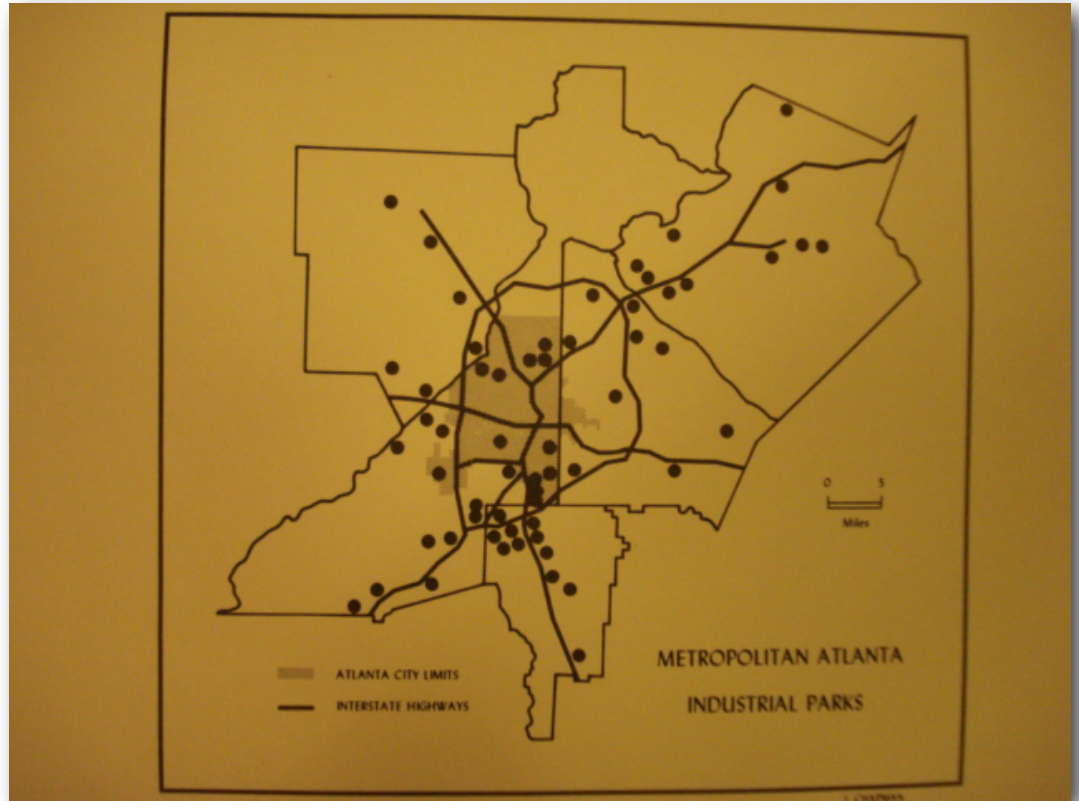 0 5
Miles
METROPOLITAN ATLANTA
INDUSTRIAL PARKS
ATLANTA CITY LIMITS
INTERSTATE HIGHWAYS